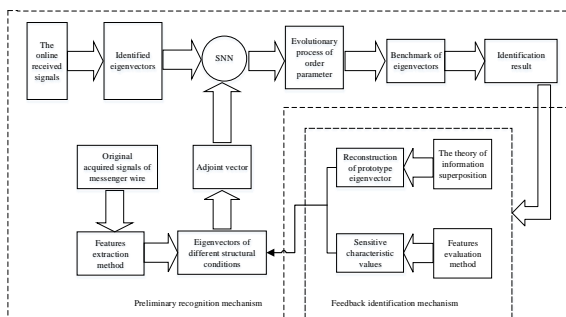 The online
received
signals
Identified
eigenvectors
SNN
Evolutionary
process of
order
parameter
Benchmark of
eigenvectors
Identification
result
Original
acquired signals of
messenger wire
Adjoint vector
Reconstruction
of prototype
eigenvector
The theory of
information
superposition
Features
extraction
method
Eigenvectors of
different structural
conditions
Sensitive
characteristic
values
Features
evaluation
method
Preliminary recognition mechanism
Feedback identification mechanism